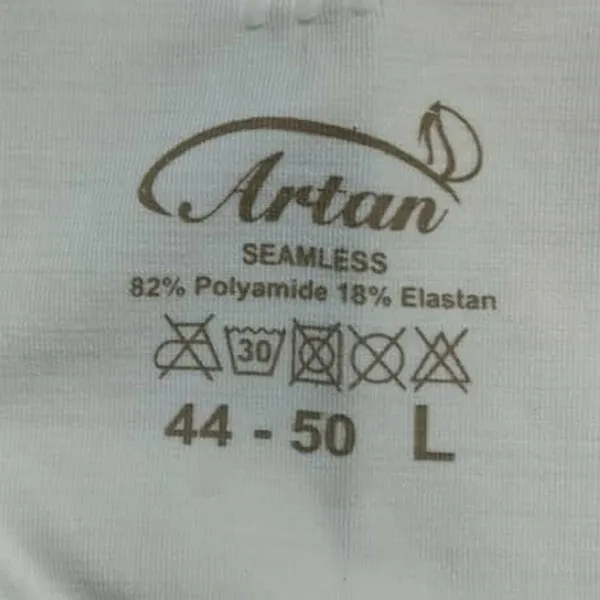 Artan
SEAMLESS
82% Polyamide 18% Elastan
30
44 - 50 L